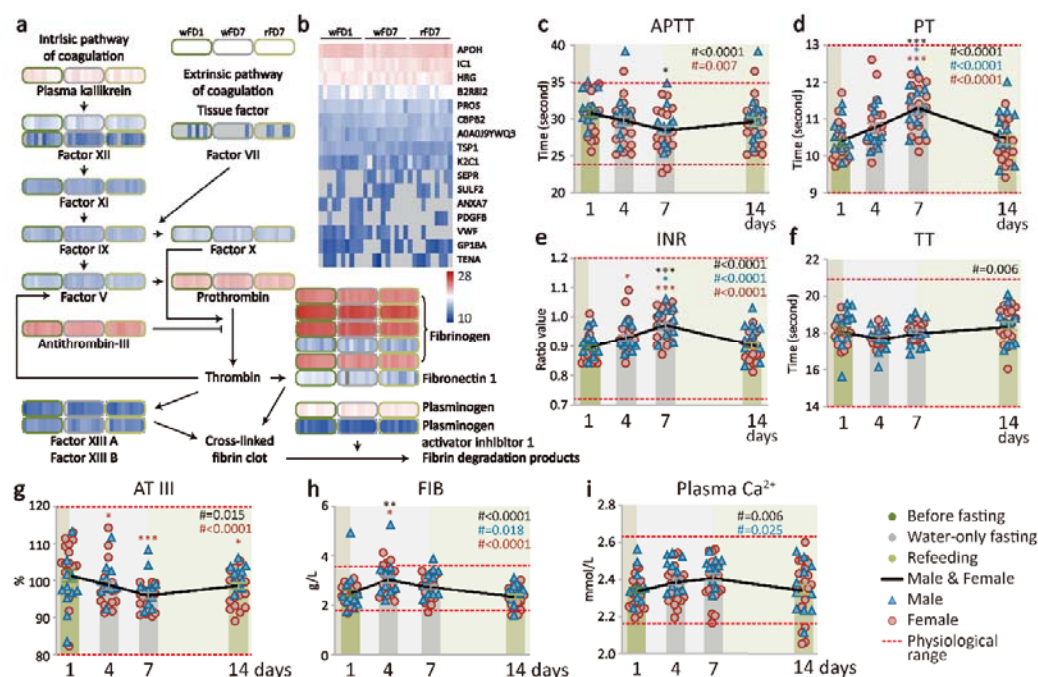 a
wFD1 wFD7 rFD7
Intrisic pathway
of coagulation
Plasma kallikrein
Extrinsic pathway
of coagulation
Tissue factor
Factor XII
Factor VII
Factor XI
Factor IX
Factor X
Factor V
Prothrombin
Antithrombin-III
Thrombin
Fibrinogen
Fibronectin 1
Plasminogen
Plasminogen
activator inhibitor 1
Factor XIII A
Factor XIII B
Cross-linked
fibrin clot
Fibrin degradation products
b
wFD1 wFD7 rFD7
APOH
IC1
HRG
B2R8I2
PROS
CBPB2
A0A0J9YWQ3
TSP1
K2C1
SEPR
SULF2
ANXA7
PDGFB
VWF
GP1BA
TENA
28
10
c
APTT
Time (second)
40
35
30
25
20
*
#<0.0001
#=0.007
1 4 7 14
days
d
PT
Time (second)
13
12
11
10
9
***
*
***
#<0.0001
#<0.0001
#<0.0001
1 4 7 14
days
e
INR
Ratio value
1.2
1.1
1.0
0.9
0.8
0.7
*
***
*
***
#<0.0001
#<0.0001
#<0.0001
1 4 7 14
days
f
TT
Time (second)
22
20
18
16
14
#=0.006
1 4 7 14
days
g
AT III
%
120
110
100
90
80
*
***
*
#=0.015
#<0.0001
1 4 7 14 days
h
FIB
g/L
6
4
2
0
**
*
#<0.0001
#=0.018
#<0.0001
1 4 7 14 days
i
Plasma Ca²⁺
mmol/L
2.8
2.6
2.4
2.2
2.0
#=0.006
#=0.025
1 4 7 14 days
Before fasting
Water-only fasting
Refeeding
Male & Female
Male
Female
Physiological
range